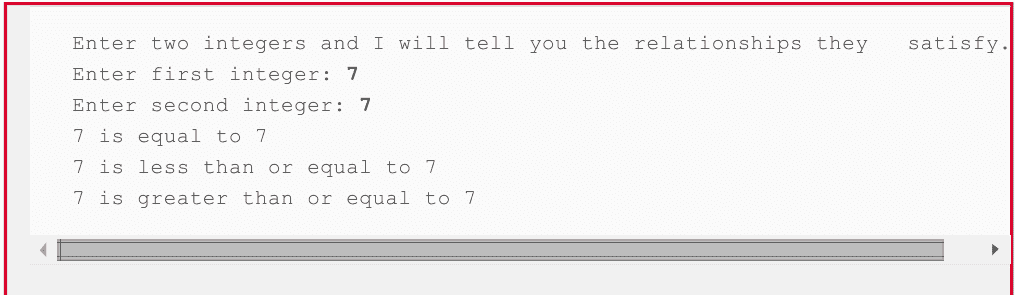 Enter two integers and I will tell you the relationships they   satisfy.
Enter first integer: 7
Enter second integer: 7
7 is equal to 7
7 is less than or equal to 7
7 is greater than or equal to 7